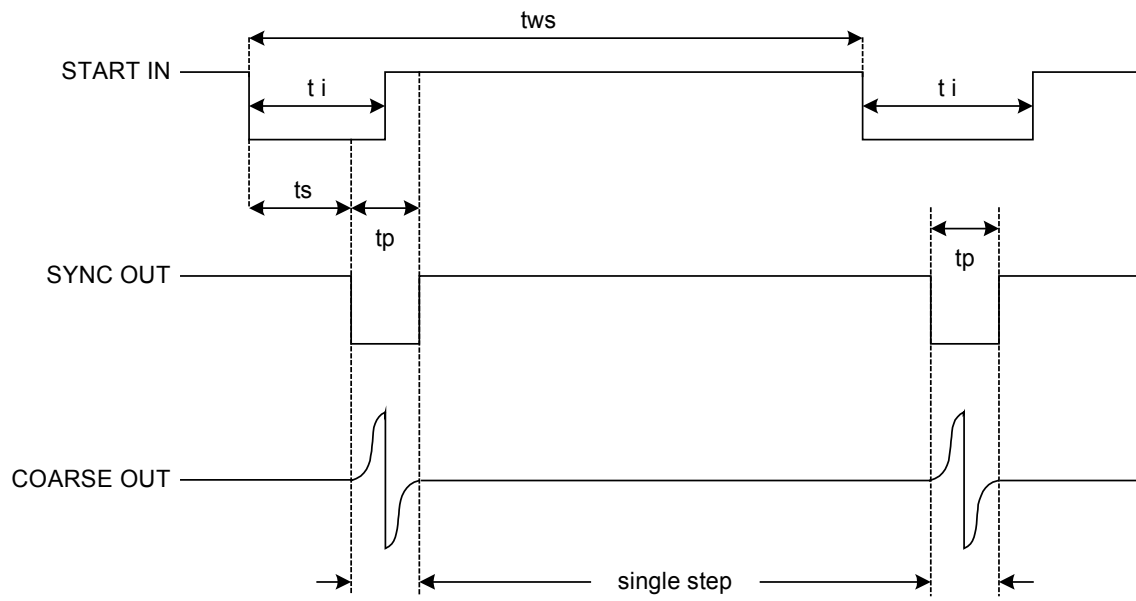 tws
START IN
t i
t i
ts
tp
tp
SYNC OUT
COARSE OUT
single step